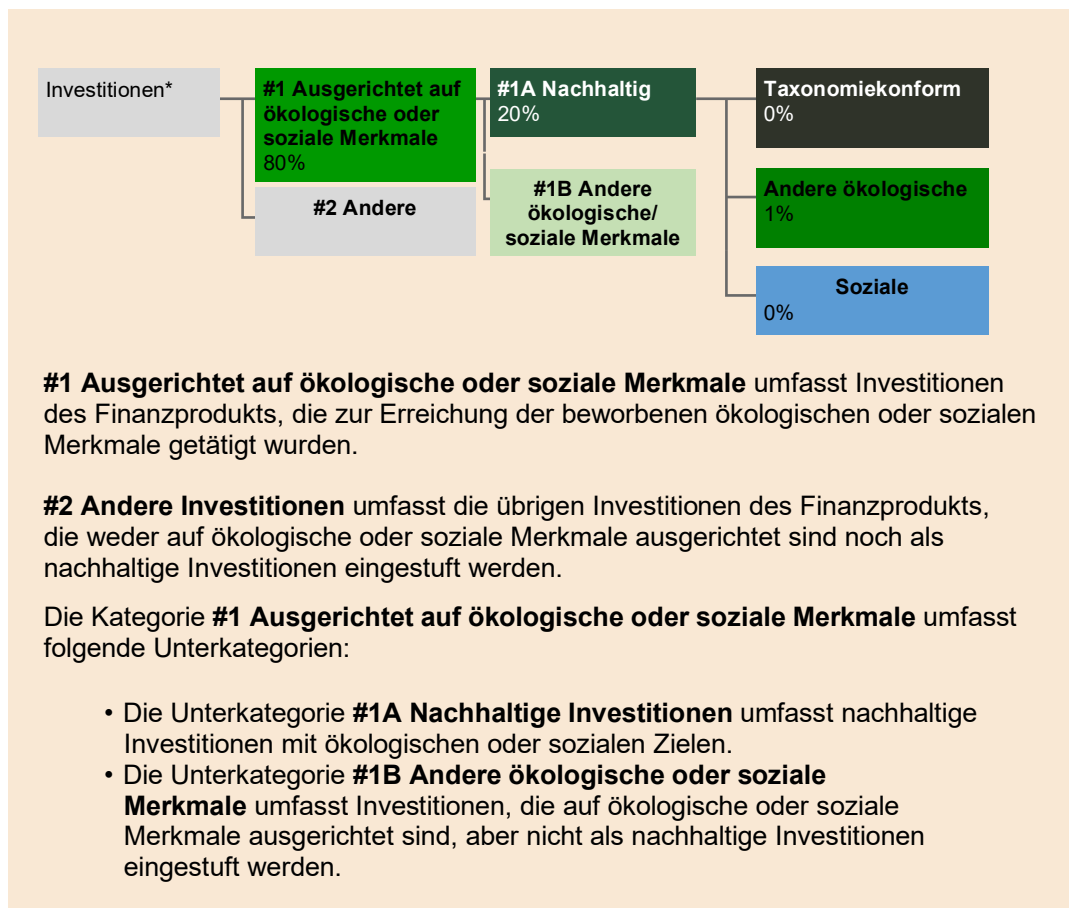 Investitionen*
#1 Ausgerichtet auf
ökologische oder
soziale Merkmale
80%
#2 Andere
#1A Nachhaltig
20%
#1B Andere
ökologische/
soziale Merkmale
Taxonomiekonform
0%
Andere ökologische
1%
Soziale
0%
#1 Ausgerichtet auf ökologische oder soziale Merkmale umfasst Investitionen
des Finanzprodukts, die zur Erreichung der beworbenen ökologischen oder sozialen
Merkmale getätigt wurden.
#2 Andere Investitionen umfasst die übrigen Investitionen des Finanzprodukts,
die weder auf ökologische oder soziale Merkmale ausgerichtet sind noch als
nachhaltige Investitionen eingestuft werden.
Die Kategorie #1 Ausgerichtet auf ökologische oder soziale Merkmale umfasst
folgende Unterkategorien:
• Die Unterkategorie #1A Nachhaltige Investitionen umfasst nachhaltige
Investitionen mit ökologischen oder sozialen Zielen.
• Die Unterkategorie #1B Andere ökologische oder soziale
Merkmale umfasst Investitionen, die auf ökologische oder soziale
Merkmale ausgerichtet sind, aber nicht als nachhaltige Investitionen
eingestuft werden.